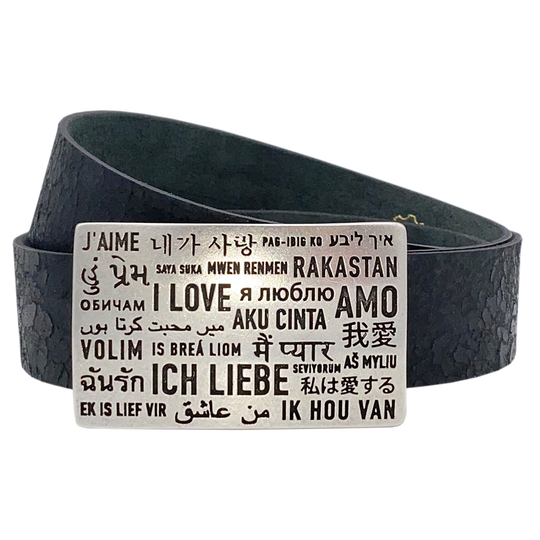 J'AIME 네가 사랑 PAG-IBIG KO איך ליבע
प्रेम SAYA SUKA MWEN RENMEN RAKASTAN
ОБИЧАМ I LOVE я люблю AMO
میں محبت کرتا ہوں AKU CINTA 我愛
VOLIM IS BREÁ LIOM मैं प्यार AŠ MYLIU
ฉันรัก ICH LIEBE SEVIYORUM 私は愛する
EK IS LIEF VIR من عاشق IK HOU VAN